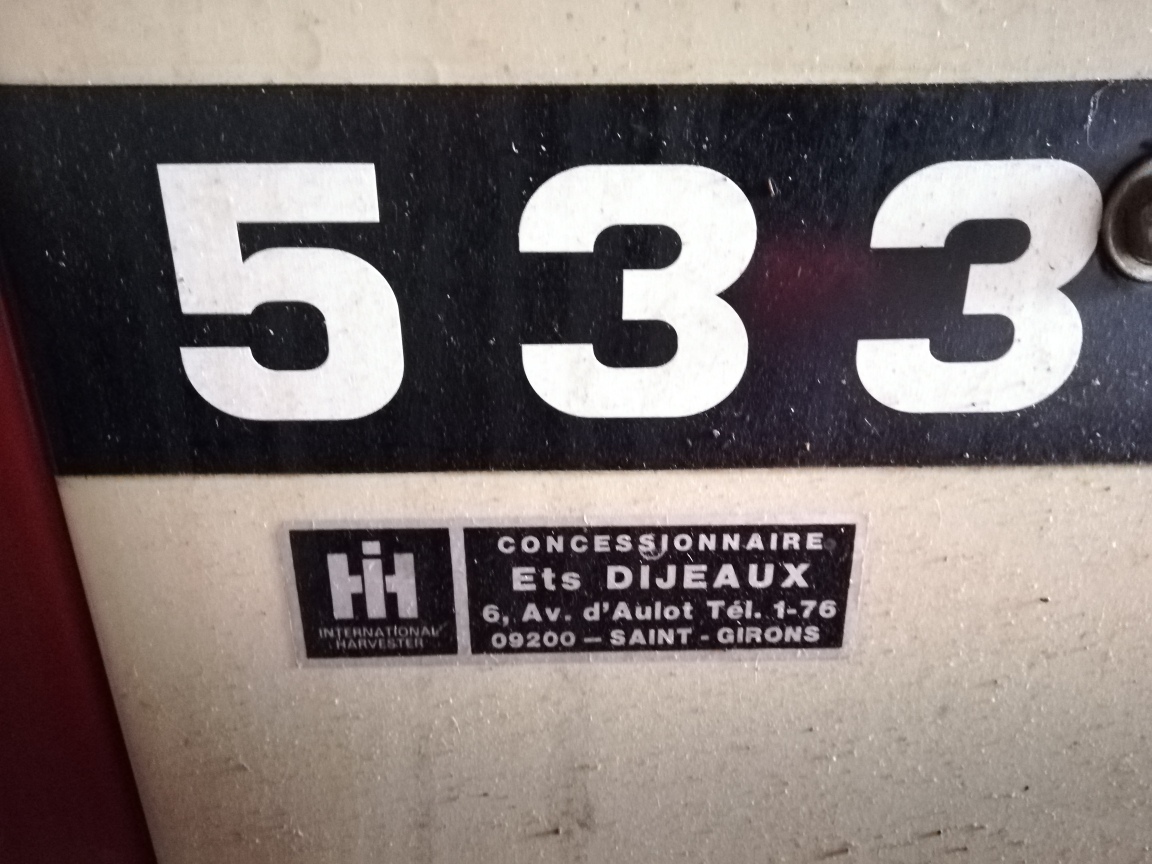 533
IH
INTERNATIONAL
HARVESTER
CONCESSIONNAIRE
Ets DIJEAUX
6, Av. d'Aulot Tél. 1-76
09200 - SAINT - GIRONS